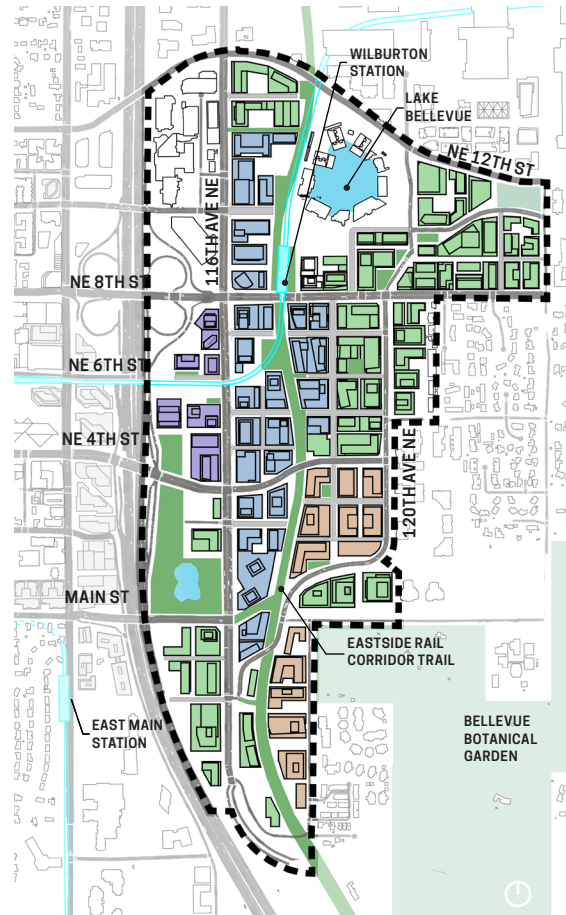 WILBURTON
STATION
LAKE
BELLEVUE
NE 12TH ST
116TH AVE NE
NE 8TH ST
NE 6TH ST
NE 4TH ST
120TH AVE NE
MAIN ST
EASTSIDE RAIL
CORRIDOR TRAIL
EAST MAIN
STATION
BELLEVUE
BOTANICAL
GARDEN